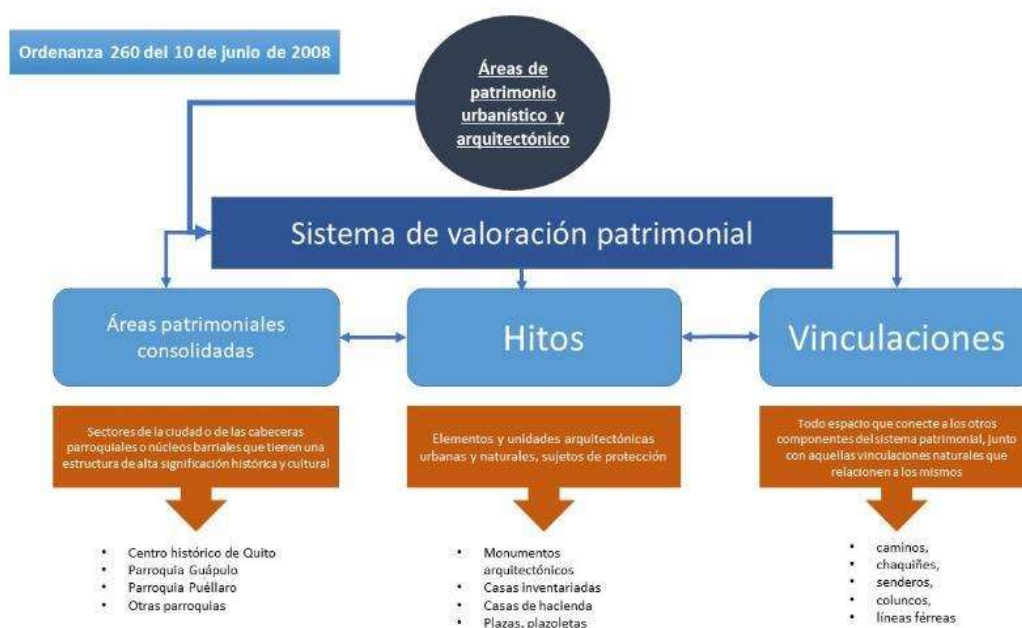 Ordenanza 260 del 10 de junio de 2008
Áreas de
patrimonio
urbanístico y
arquitectónico
Sistema de valoración patrimonial
Áreas patrimoniales
consolidadas
Hitos
Vinculaciones
Sectores de la ciudad o de las cabeceras
parroquiales o núcleos barriales que tienen una
estructura de alta significación histórica y cultural
Elementos y unidades arquitectónicas
urbanas y naturales, sujetos de protección
Todo espacio que conecte a los otros
componentes del sistema patrimonial, junto
con aquellas vinculaciones naturales que
relacionen a los mismos
• Centro histórico de Quito
• Parroquia Guápulo
• Parroquia Puéllaro
• Otras parroquias
• Monumentos
arquitectónicos
• Casas inventariadas
• Casas de hacienda
• Plazas, plazoletas
• caminos,
• chaquiñes,
• senderos,
• coluncos,
• líneas férreas